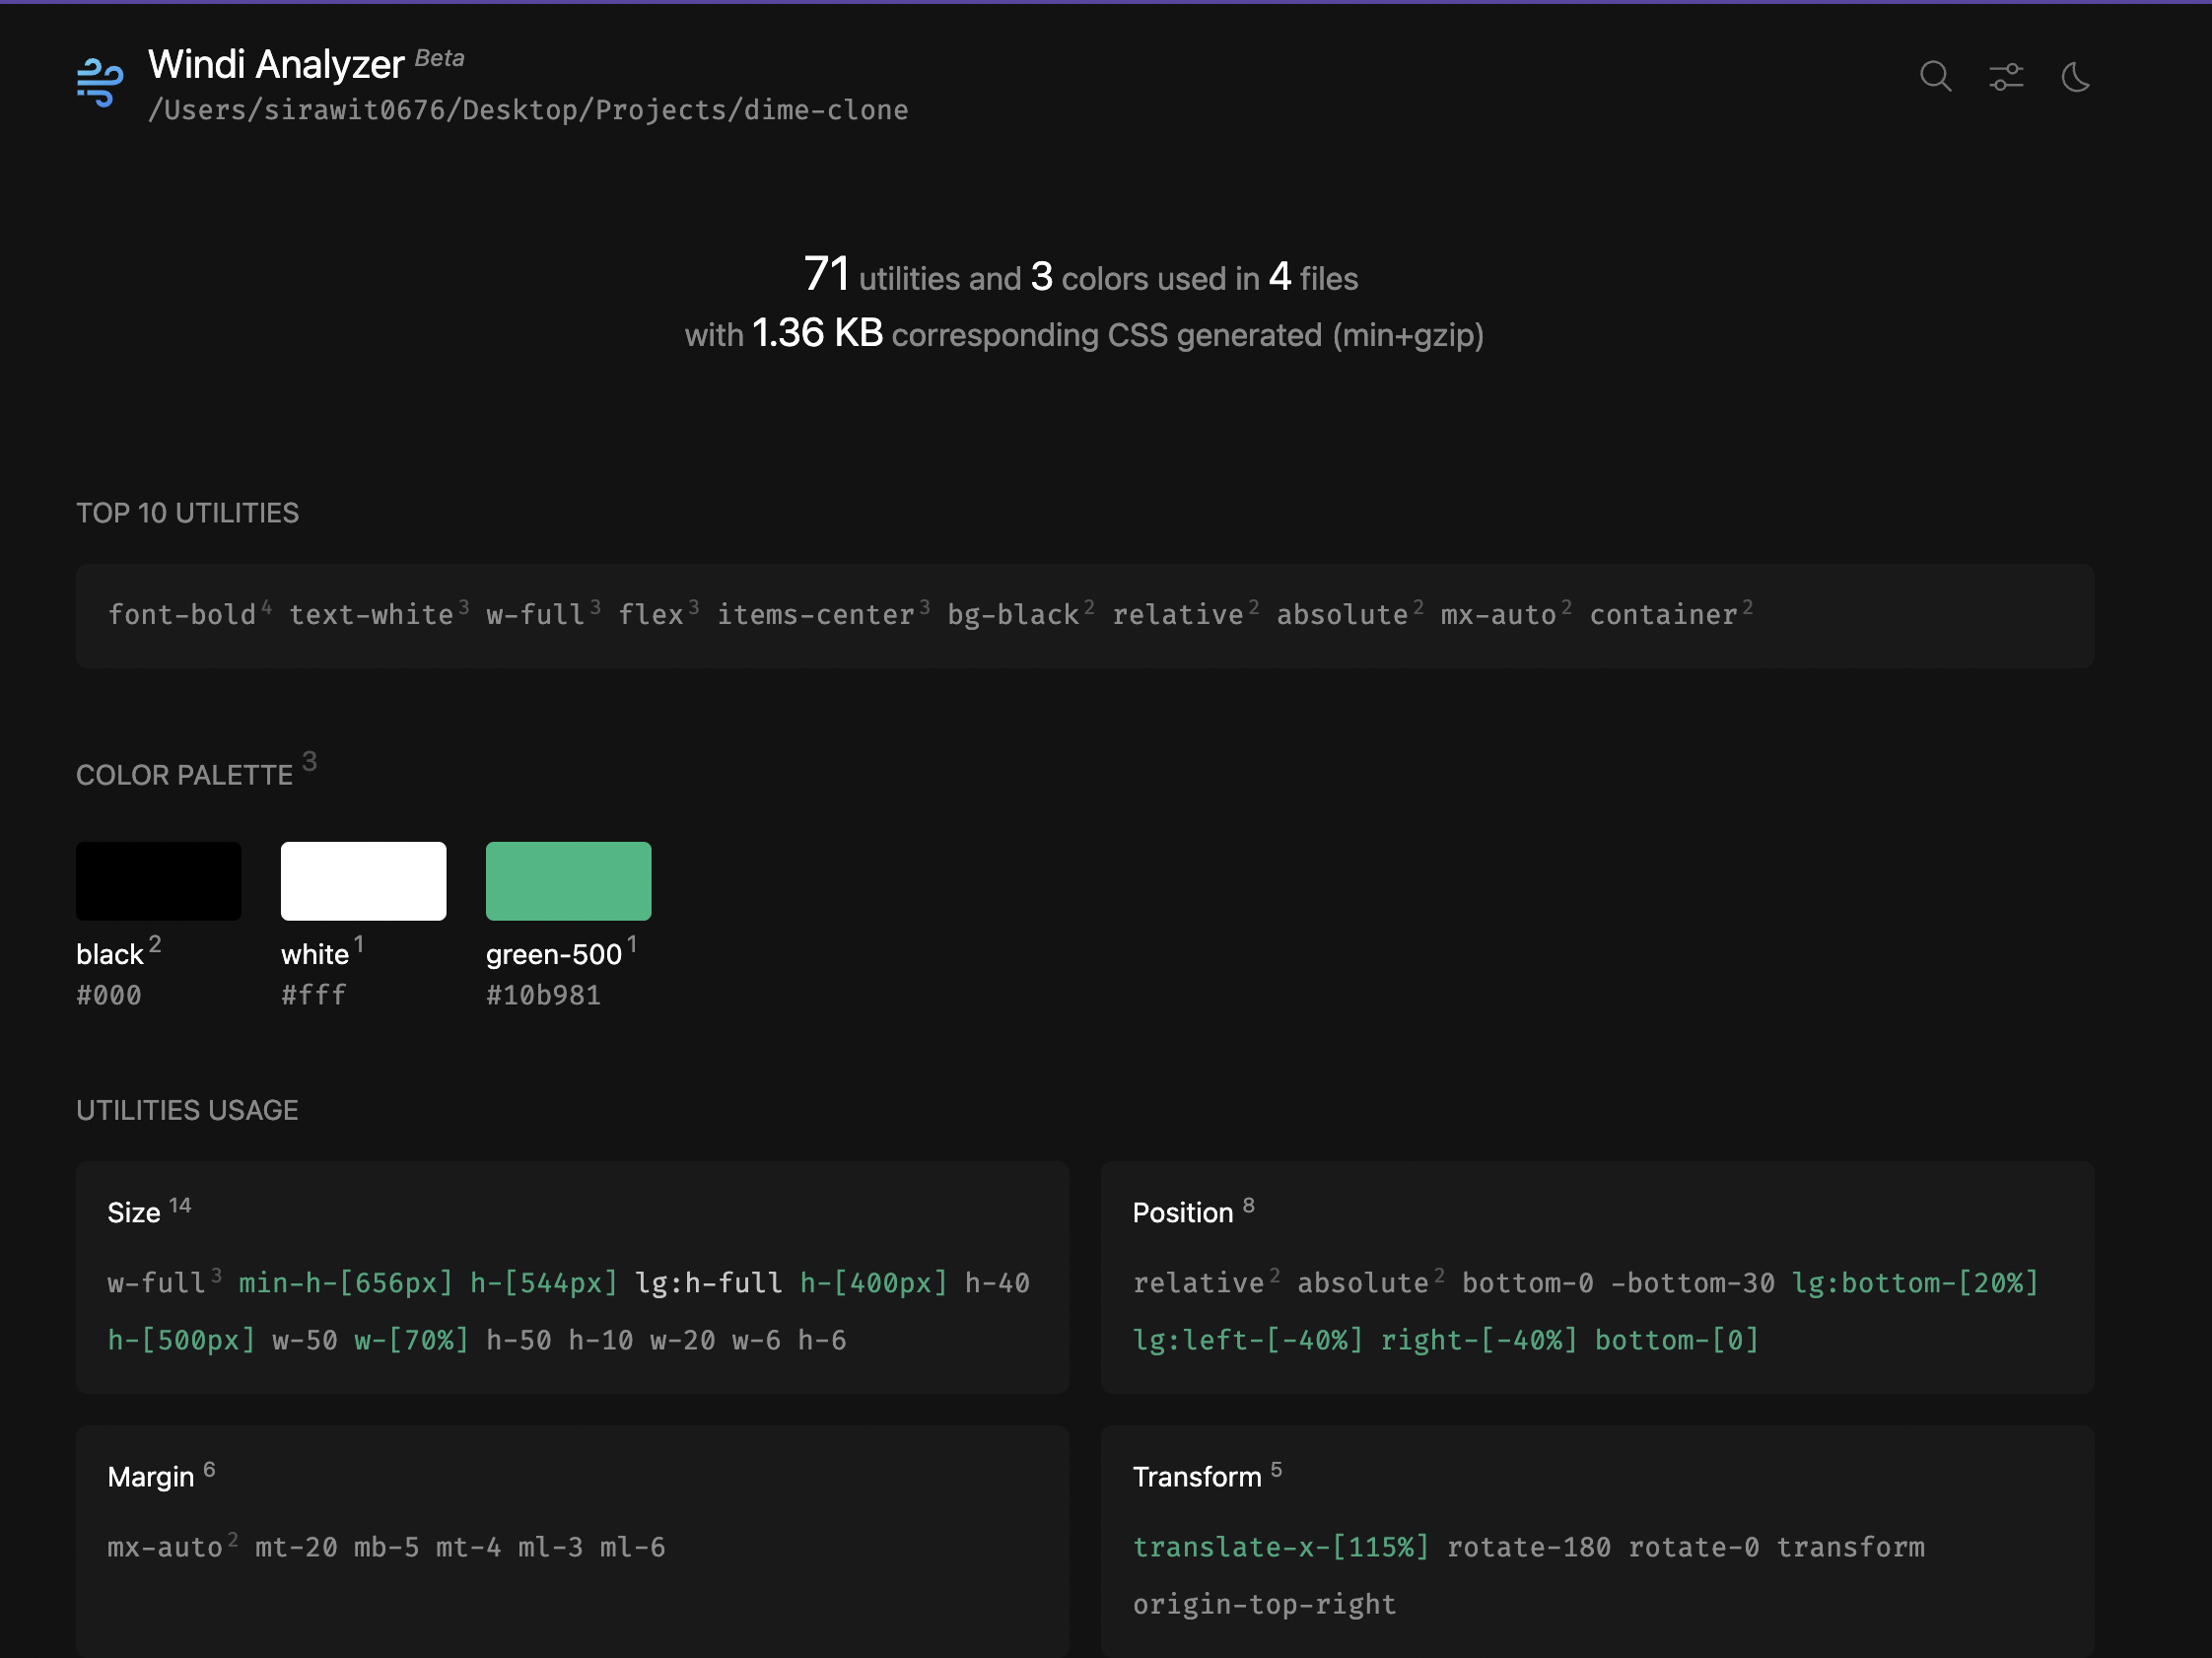 Windi Analyzer Beta
/Users/sirawit0676/Desktop/Projects/dime-clone
71 utilities and 3 colors used in 4 files
with 1.36 KB corresponding CSS generated (min+gzip)
TOP 10 UTILITIES
font-bold 4 text-white 3 w-full 3 flex 3 items-center 3 bg-black 2 relative 2 absolute 2 mx-auto 2 container 2
COLOR PALETTE 3
black 2 white 1 green-500 1
#000 #fff #10b981
UTILITIES USAGE
Size 14
w-full 3 min-h-[656px] h-[544px] lg:h-full h-[400px] h-40
h-[500px] w-50 w-[70%] h-50 h-10 w-20 w-6 h-6
Position 8
relative 2 absolute 2 bottom-0 -bottom-30 lg:bottom-[20%]
lg:left-[-40%] right-[-40%] bottom-[0]
Margin 6
mx-auto 2 mt-20 mb-5 mt-4 ml-3 ml-6
Transform 5
translate-x-[115%] rotate-180 rotate-0 transform
origin-top-right